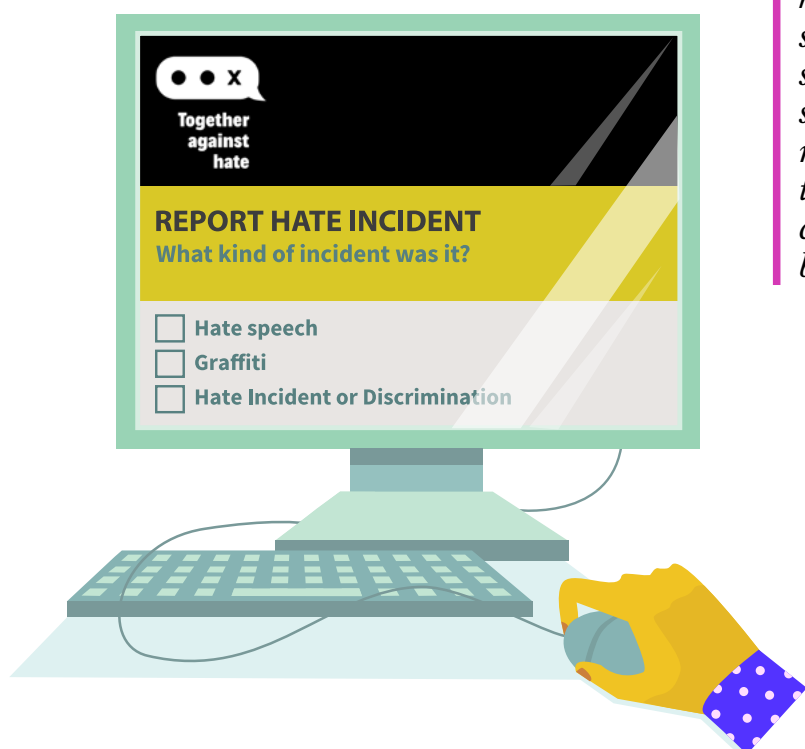 Together
against
hate
REPORT HATE INCIDENT
What kind of incident was it?
Hate speech
Graffiti
Hate Incident or Discrimination